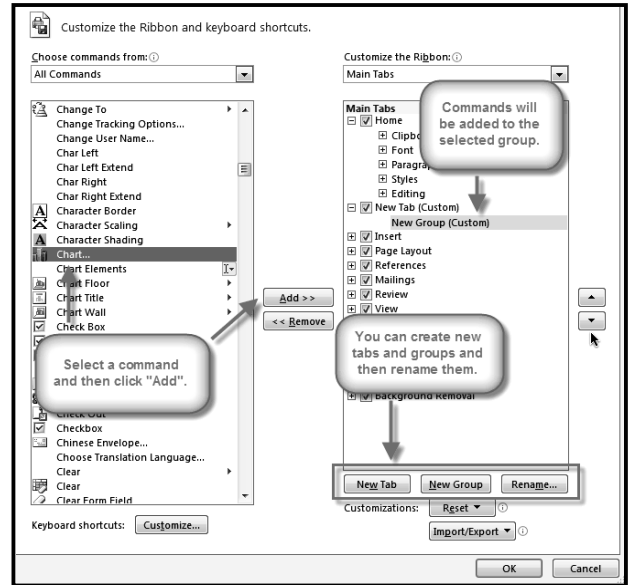 Customize the Ribbon and keyboard shortcuts.
Choose commands from:
All Commands
Change To
Change Tracking Options...
Change User Name...
Char Left
Char Left Extend
Char Right
Char Right Extend
Character Border
Character Scaling
Character Shading
Chart...
Chart Elements
Chart Floor
Chart Title
Chart Wall
Check Box
Select a command
and then click "Add".
Check Out
Checkbox
Chinese Envelope...
Choose Translation Language...
Clear
Clear
Clear Form Field
Keyboard shortcuts: Customize...
Add >>
<< Remove
Customize the Ribbon:
Main Tabs
Main Tabs
Home
Font
Styles
Editing
New Tab (Custom)
New Group (Custom)
Insert
Page Layout
References
Mailings
Review
View
Commands will
be added to the
selected group.
You can create new
tabs and groups and
then rename them.
Background Removal
New Tab New Group Rename...
Customizations: Reset
Import/Export
OK Cancel